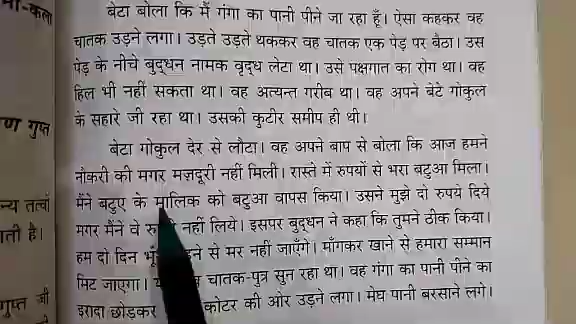 बेटा बोला कि मैं गंगा का पानी पीने जा रहा हूँ। ऐसा कहकर वह
चातक उड़ने लगा। उड़ते उड़ते थककर वह चातक एक पेड़ पर बैठा। उस
पेड़ के नीचे बुद्धन नामक वृद्ध लेटा था। उसे पक्षगात का रोग था। वह
हिल भी नहीं सकता था। वह अत्यन्त गरीब था। वह अपने बेटे गोकुल
के सहारे जी रहा था। उसकी कुटीर समीप ही थी।
ण गुप्त
बेटा गोकुल देर से लौटा। वह अपने बाप से बोला कि आज हमने
नौकरी की मगर मज़दूरी नहीं मिली। रास्ते में रुपयों से भरा बटुआ मिला।
न्य तत्वों
मैंने बटुए के मालिक को बटुआ वापस किया। उसने मुझे दो रुपये दिये
ाती है।
मगर मैंने वे नहीं लिये। इसपर बुद्धन ने कहा कि तुमने ठीक किया।
हम दो दिन से मर नहीं जाएँगे। माँगकर खाने से हमारा सम्मान
मिट जाएगा। चातक-पुत्र सुन रहा था। वह गंगा का पानी पीने का
गुप्त जी
इरादा छोड़कर कोटर की ओर उड़ने लगा। मेघ पानी बरसाने लगे।